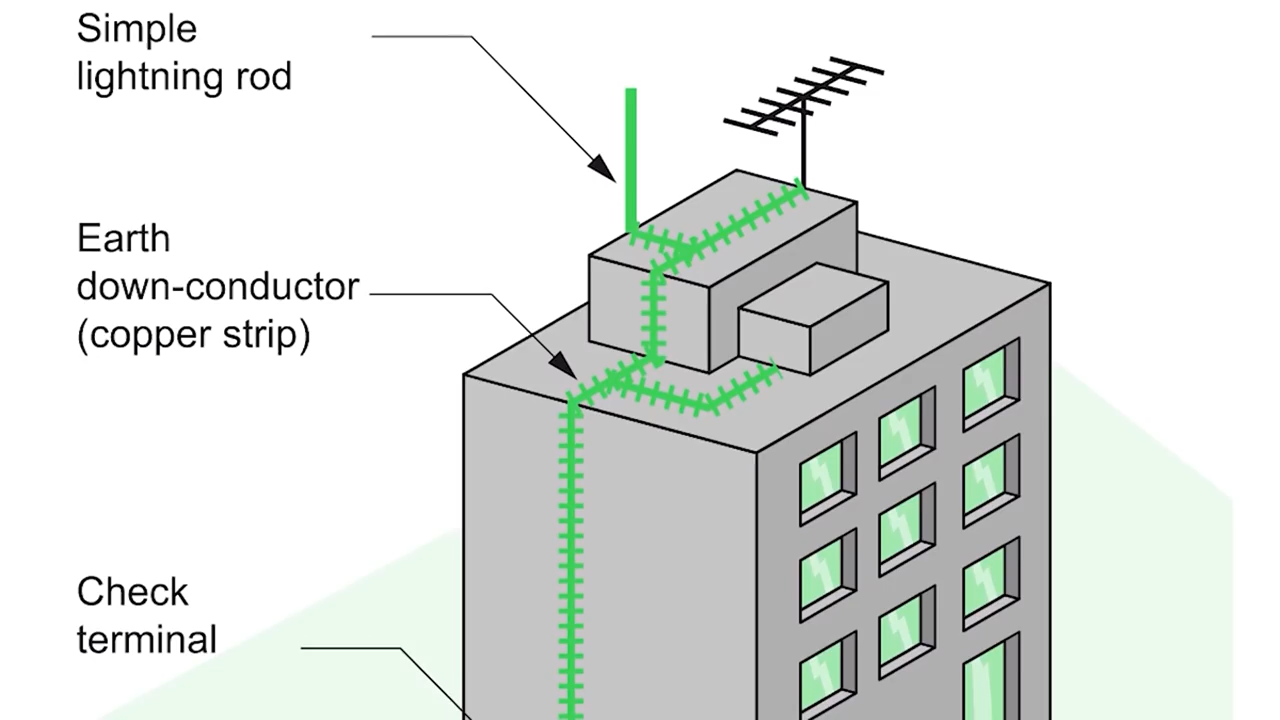 Simple
lightning rod
Earth
down-conductor
(copper strip)
Check
terminal